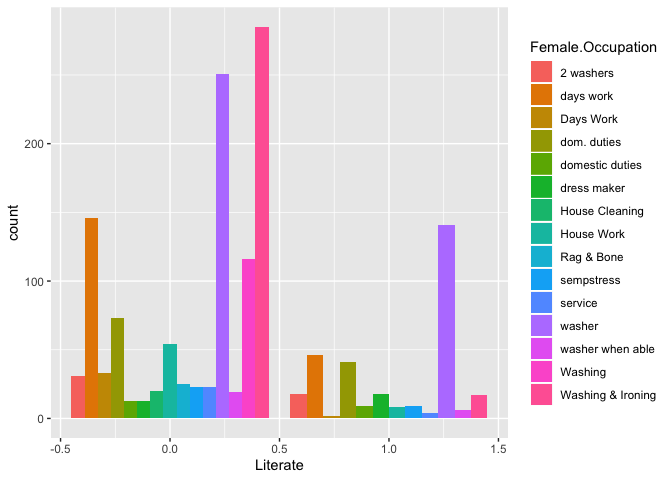 200
100
0
count
-0.5
0.0
0.5
1.0
1.5
Literate
Female.Occupation
2 washers
days work
Days Work
dom. duties
domestic duties
dress maker
House Cleaning
House Work
Rag & Bone
sempstress
service
washer
washer when able
Washing
Washing & Ironing